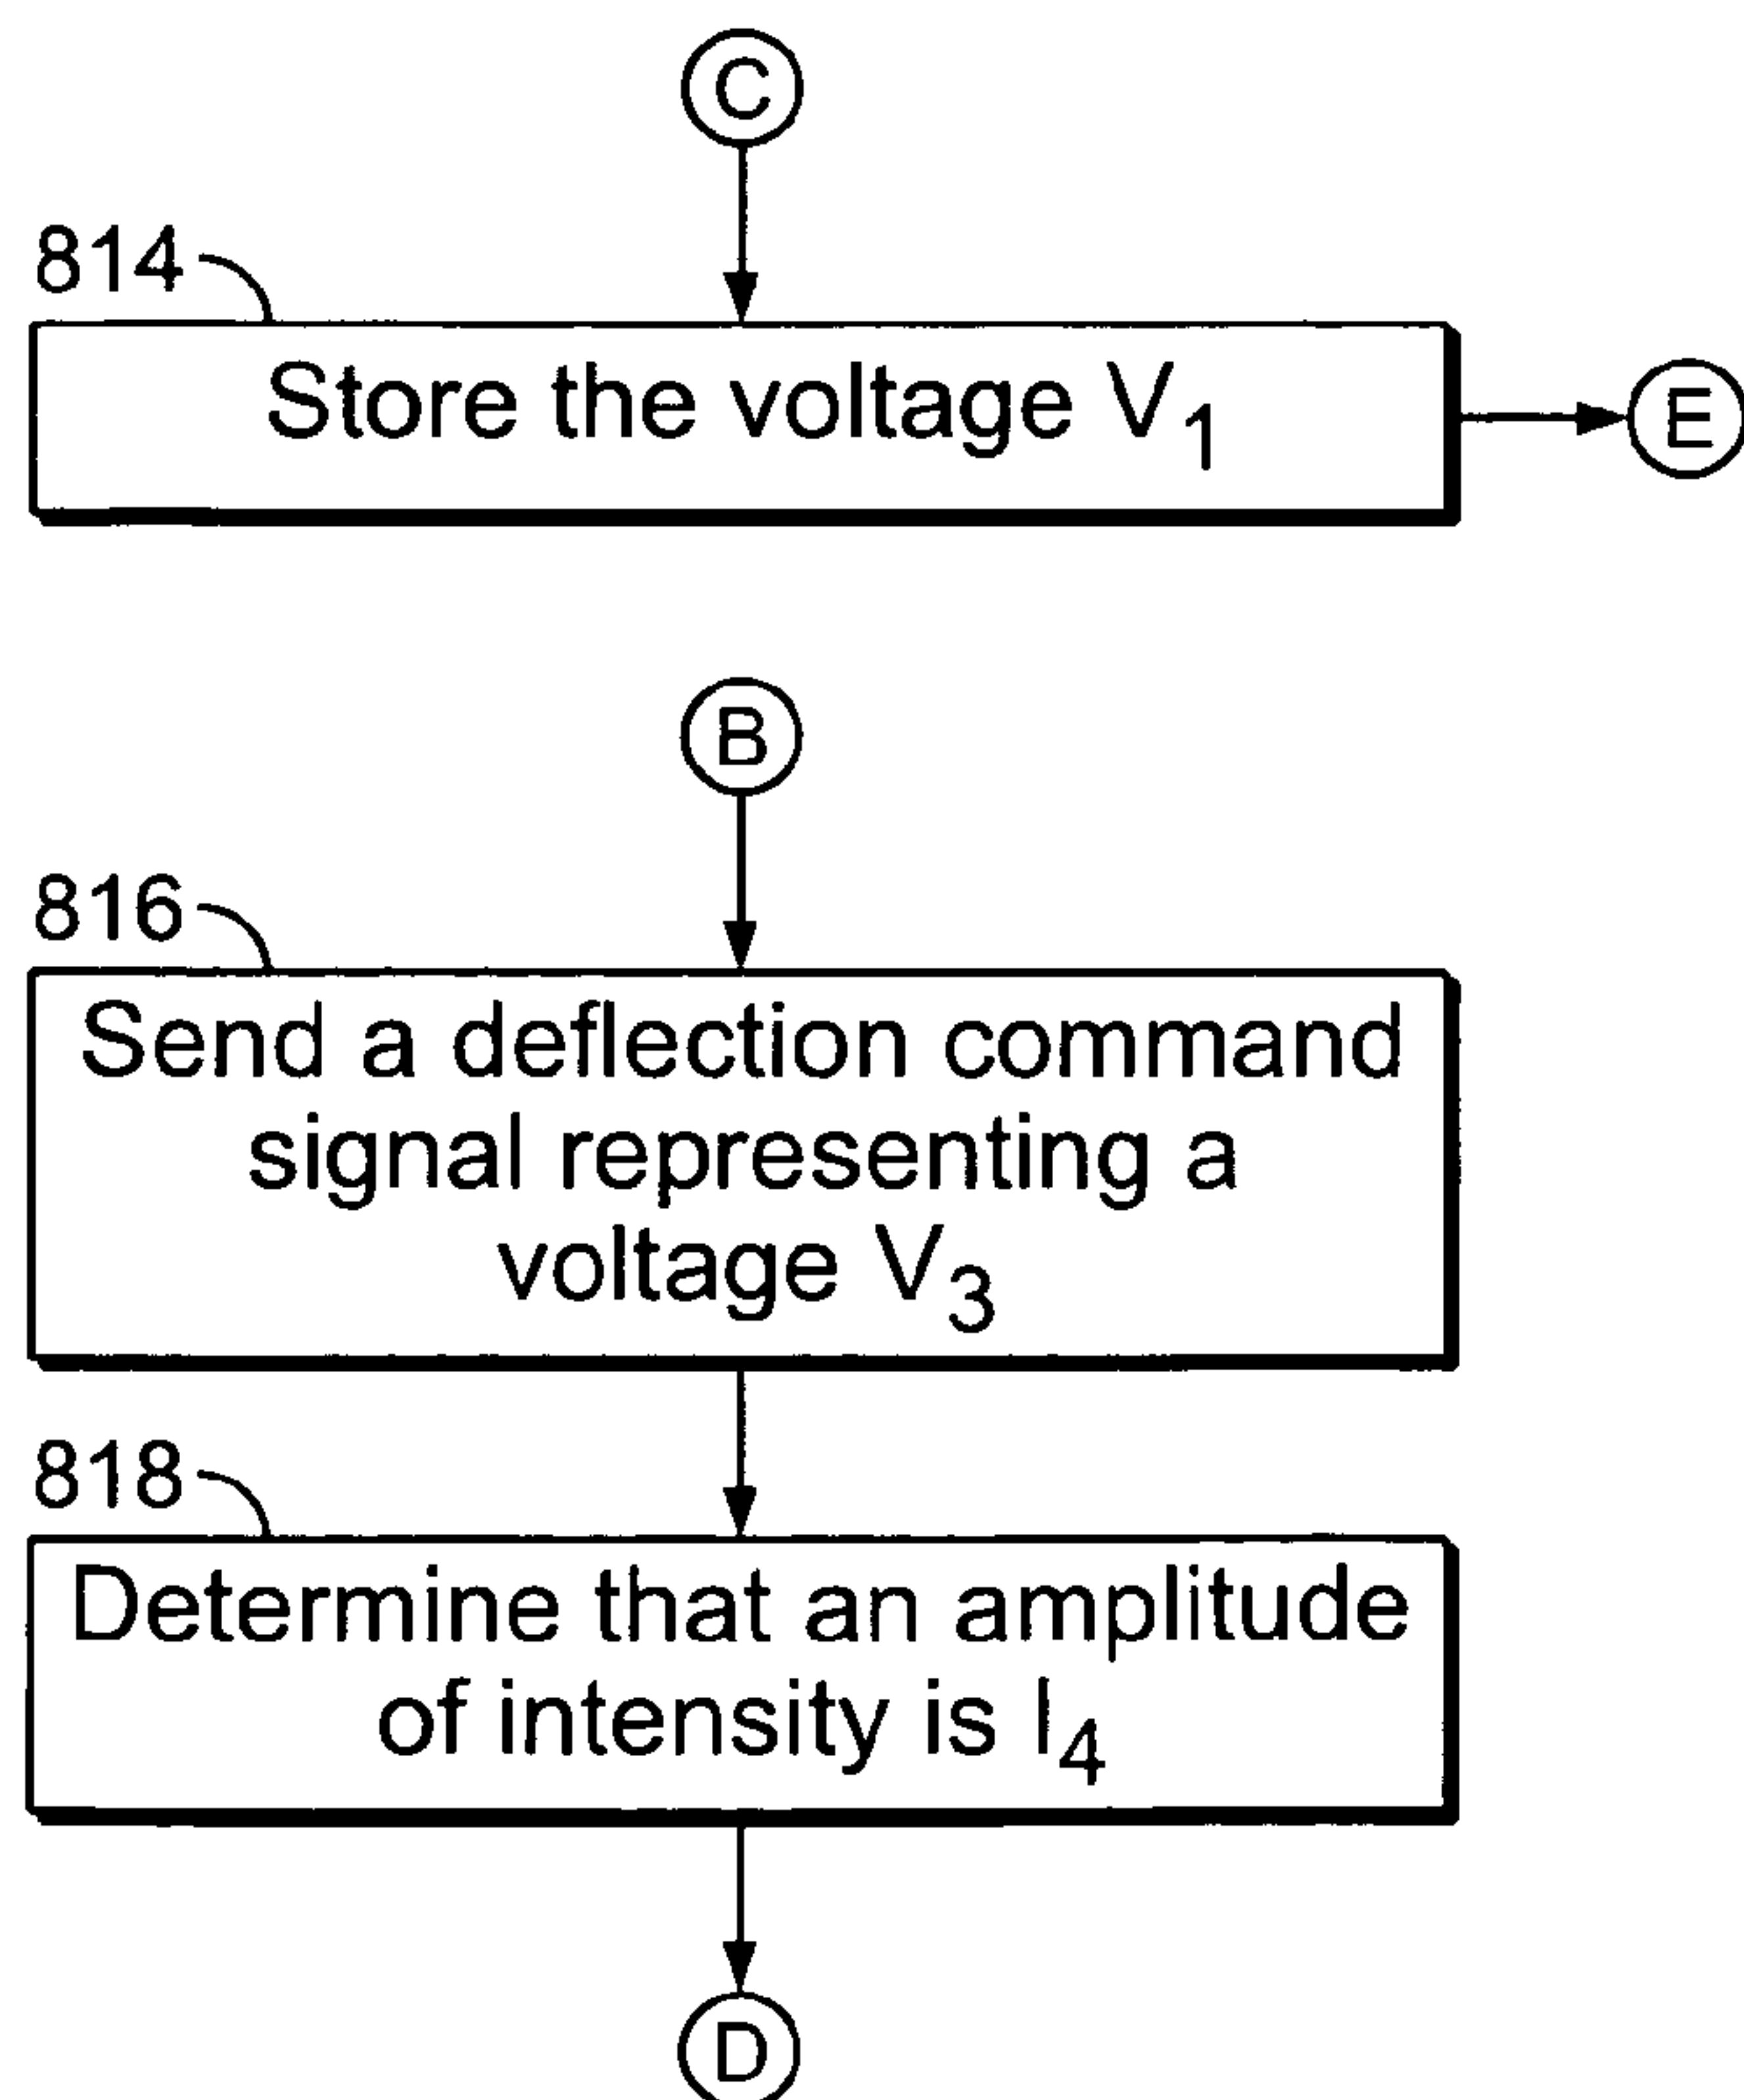 C
814
Store the voltage V₁
E
B
816
Send a deflection command
signal representing a
voltage V₃
818
Determine that an amplitude
of intensity is I₄
D